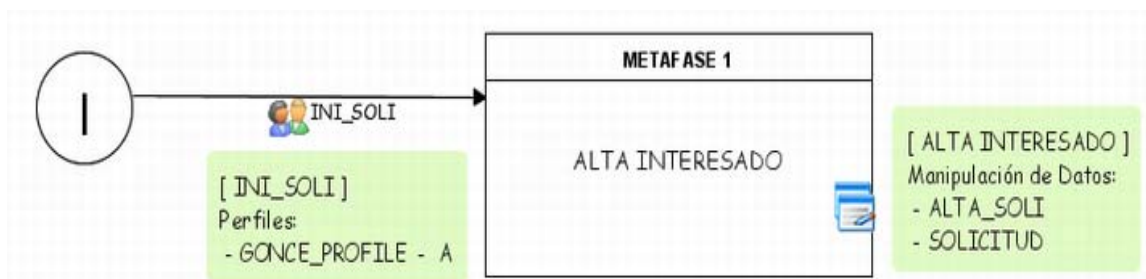 I
INI_SOLI
[ INI_SOLI ]
Perfiles:
- GONCE_PROFILE - A
METAFASE 1
ALTA INTERESADO
[ ALTA INTERESADO ]
Manipulación de Datos:
- ALTA_SOLI
- SOLICITUD